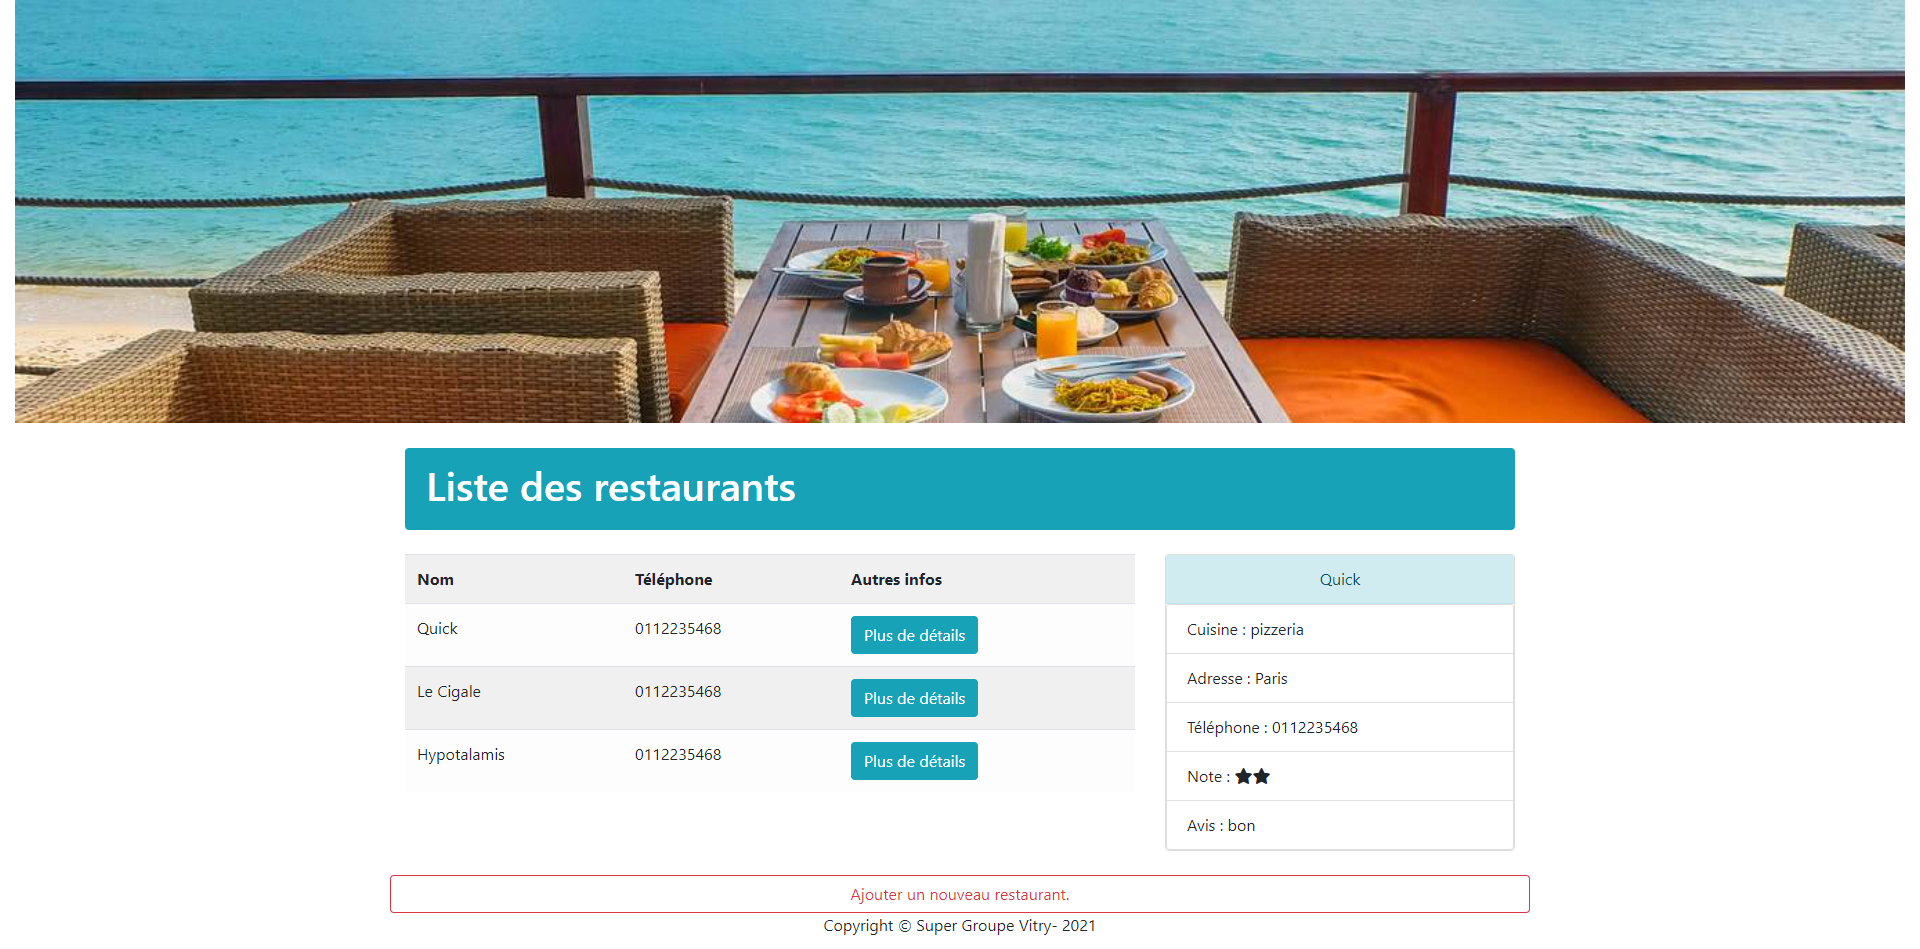 Liste des restaurants
Nom Téléphone Autres infos
Quick 0112235468 Plus de détails
Le Cigale 0112235468 Plus de détails
Hypotalamis 0112235468 Plus de détails
Quick
Cuisine : pizzeria
Adresse : Paris
Téléphone : 0112235468
Note :
Avis : bon
Ajouter un nouveau restaurant.
Copyright © Super Groupe Vitry- 2021